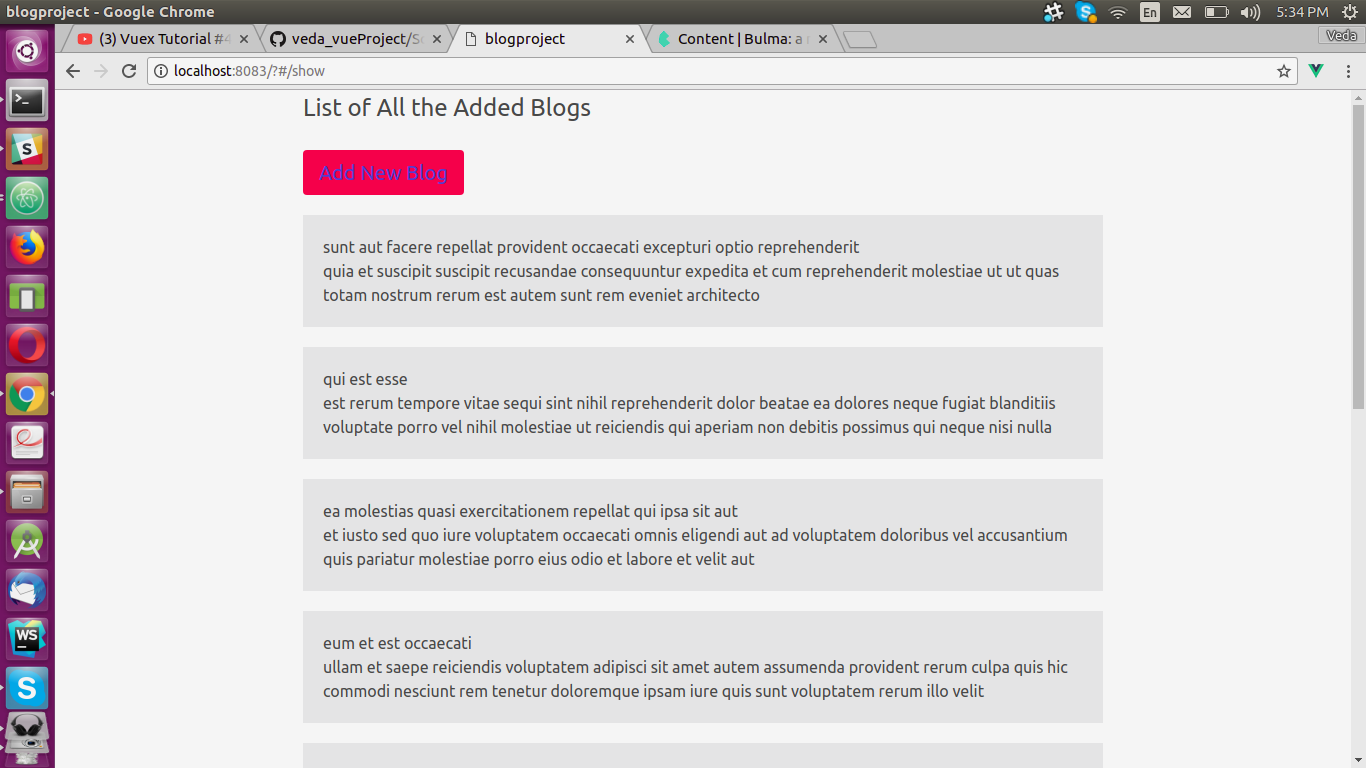 blogproject - Google Chrome
En
5:34 PM
(3) Vuex Tutorial #4
veda_vueProject/S
blogproject
Content | Bulma: a
Veda
localhost:8083/?#/show
List of All the Added Blogs
Add New Blog
sunt aut facere repellat provident occaecati excepturi optio reprehenderit
quia et suscipit suscipit recusandae consequuntur expedita et cum reprehenderit molestiae ut ut quas
totam nostrum rerum est autem sunt rem eveniet architecto
qui est esse
est rerum tempore vitae sequi sint nihil reprehenderit dolor beatae ea dolores neque fugiat blanditiis
voluptate porro vel nihil molestiae ut reiciendis qui aperiam non debitis possimus qui neque nisi nulla
ea molestias quasi exercitationem repellat qui ipsa sit aut
et iusto sed quo iure voluptatem occaecati omnis eligendi aut ad voluptatem doloribus vel accusantium
quis pariatur molestiae porro eius odio et labore et velit aut
eum et est occaecati
ullam et saepe reiciendis voluptatem adipisci sit amet autem assumenda provident rerum culpa quis hic
commodi nesciunt rem tenetur doloremque ipsam iure quis sunt voluptatem rerum illo velit
S
WS
S